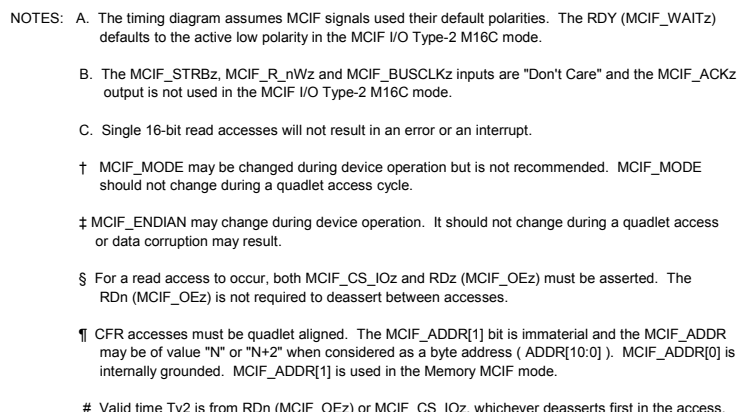 NOTES: A. The timing diagram assumes MCIF signals used their default polarities. The RDY (MCIF_WAITz)
defaults to the active low polarity in the MCIF I/O Type-2 M16C mode.
B. The MCIF_STRBz, MCIF_R_nWz and MCIF_BUSCLKz inputs are "Don't Care" and the MCIF_ACKz
output is not used in the MCIF I/O Type-2 M16C mode.
C. Single 16-bit read accesses will not result in an error or an interrupt.
† MCIF_MODE may be changed during device operation but is not recommended. MCIF_MODE
should not change during a quadlet access cycle.
‡ MCIF_ENDIAN may change during device operation. It should not change during a quadlet access
or data corruption may result.
§ For a read access to occur, both MCIF_CS_IOz and RDz (MCIF_OEz) must be asserted. The
RDn (MCIF_OEz) is not required to deassert between accesses.
¶ CFR accesses must be quadlet aligned. The MCIF_ADDR[1] bit is immaterial and the MCIF_ADDR
may be of value "N" or "N+2" when considered as a byte address ( ADDR[10:0] ). MCIF_ADDR[0] is
internally grounded. MCIF_ADDR[1] is used in the Memory MCIF mode.
# Valid time Tv2 is from RDn (MCIF_OEz) or MCIF_CS_IOz, whichever deasserts first in the access.